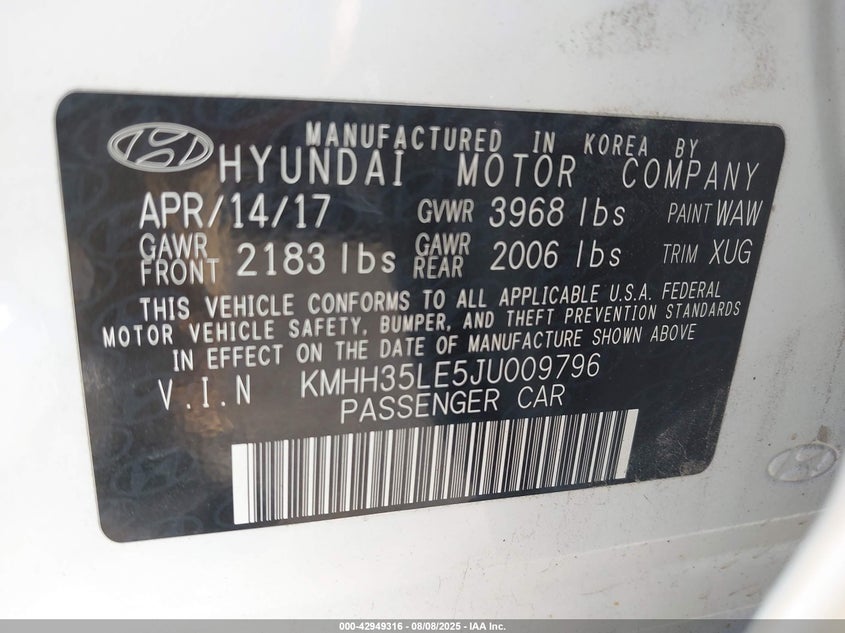 MANUFACTURED IN KOREA BY
HYUNDAI MOTOR COMPANY
APR/14/17 GVWR 3968 lbs PAINT WAW
GAWR FRONT 2183 lbs GAWR REAR 2006 lbs TRIM XUG
THIS VEHICLE CONFORMS TO ALL APPLICABLE U.S.A. FEDERAL
MOTOR VEHICLE SAFETY, BUMPER, AND THEFT PREVENTION STANDARDS
IN EFFECT ON THE DATE OF MANUFACTURE SHOWN ABOVE
V.I.N KMHH35LE5JU009796
PASSENGER CAR
000-42949316 - 08/08/2025 - IAA Inc.